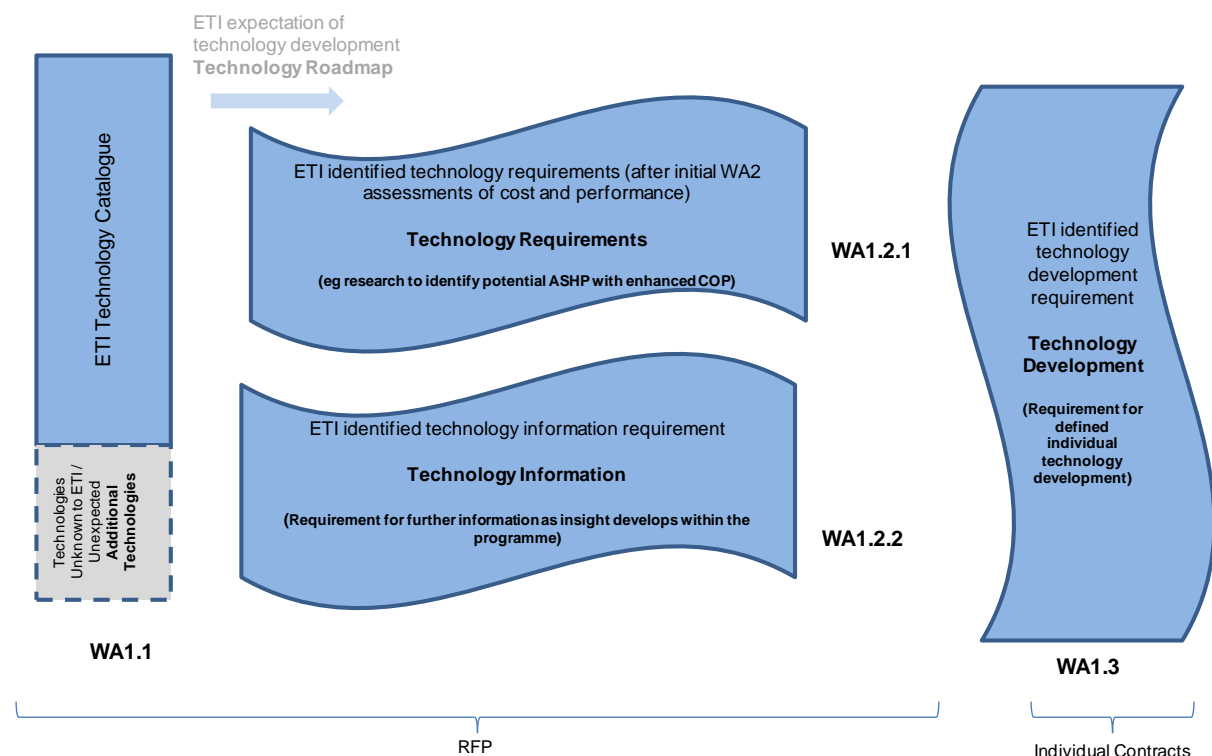 ETI expectation of
technology development
Technology Roadmap
ETI Technology Catalogue
Technologies
Unknown to ETI /
Unexpected
Additional
Technologies
WA1.1
ETI identified technology requirements (after initial WA2
assessments of cost and performance)
Technology Requirements
(eg research to identify potential ASHP with enhanced COP)
WA1.2.1
ETI identified technology information requirement
Technology Information
(Requirement for further information as insight develops within the
programme)
WA1.2.2
ETI identified
technology
development
requirement
Technology
Development
(Requirement for
defined
individual
technology
development)
WA1.3
RFP
Individual Contracts